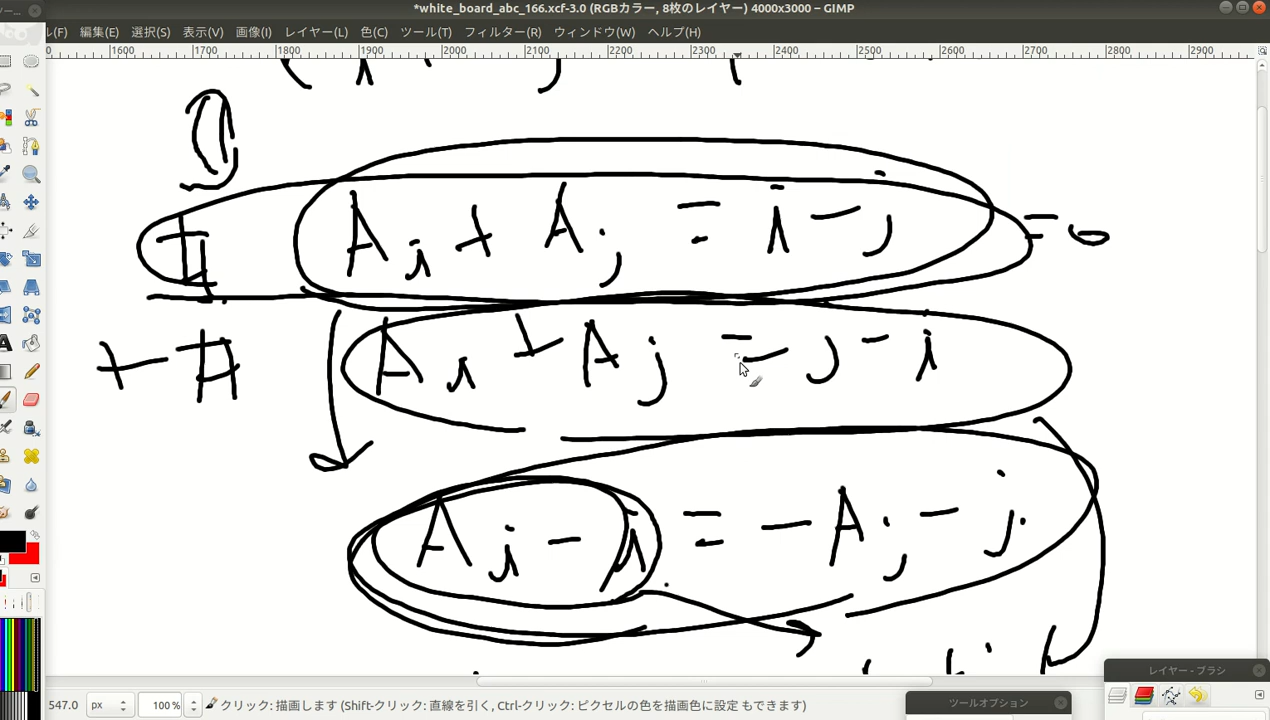 *white_board_abc_166.xcf-3.0 (RGBカラー, 8枚のレイヤー) 4000x3000 – GIMP
(F) 編集(E) 選択(S) 表示(V) 画像(I) レイヤー(L) 色(C) ツール(T) フィルター(R) ウィンドウ(W) ヘルプ(H)
1600 1700 1800 1900 2000 2100 2200 2300 2400 2500 2600 2700 2800 2900
Ai + Aj = i - j = 0
Ai + Aj = j - i
Ai - i = -Aj - j
レイヤー - ブラシ
547.0 px 100 % クリック: 描画します (Shift-クリック: 直線を引く, Ctrl-クリック: ピクセルの色を描画色に設定 もできます)
ツールオプション